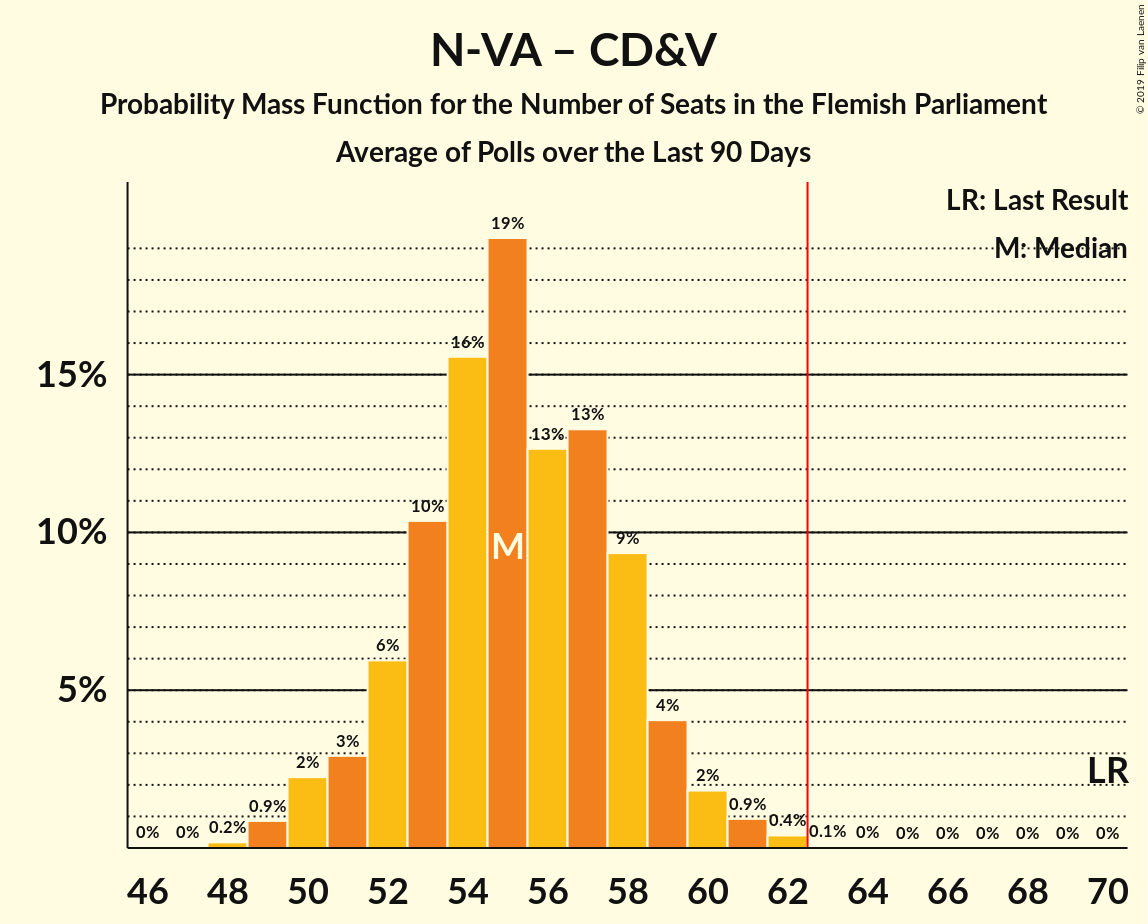 N-VA – CD&V
Probability Mass Function for the Number of Seats in the Flemish Parliament
Average of Polls over the Last 90 Days
© 2019 Filip van Laenen
LR: Last Result
M: Median
15%
10%
5%
0% 0% 0.2% 0.9% 2% 3% 6% 10% 16% 19% 13% 13% 9% 4% 2% 0.9% 0.4% 0.1% 0% 0% 0% 0% 0% 0% 0%
M
LR
46 48 50 52 54 56 58 60 62 64 66 68 70